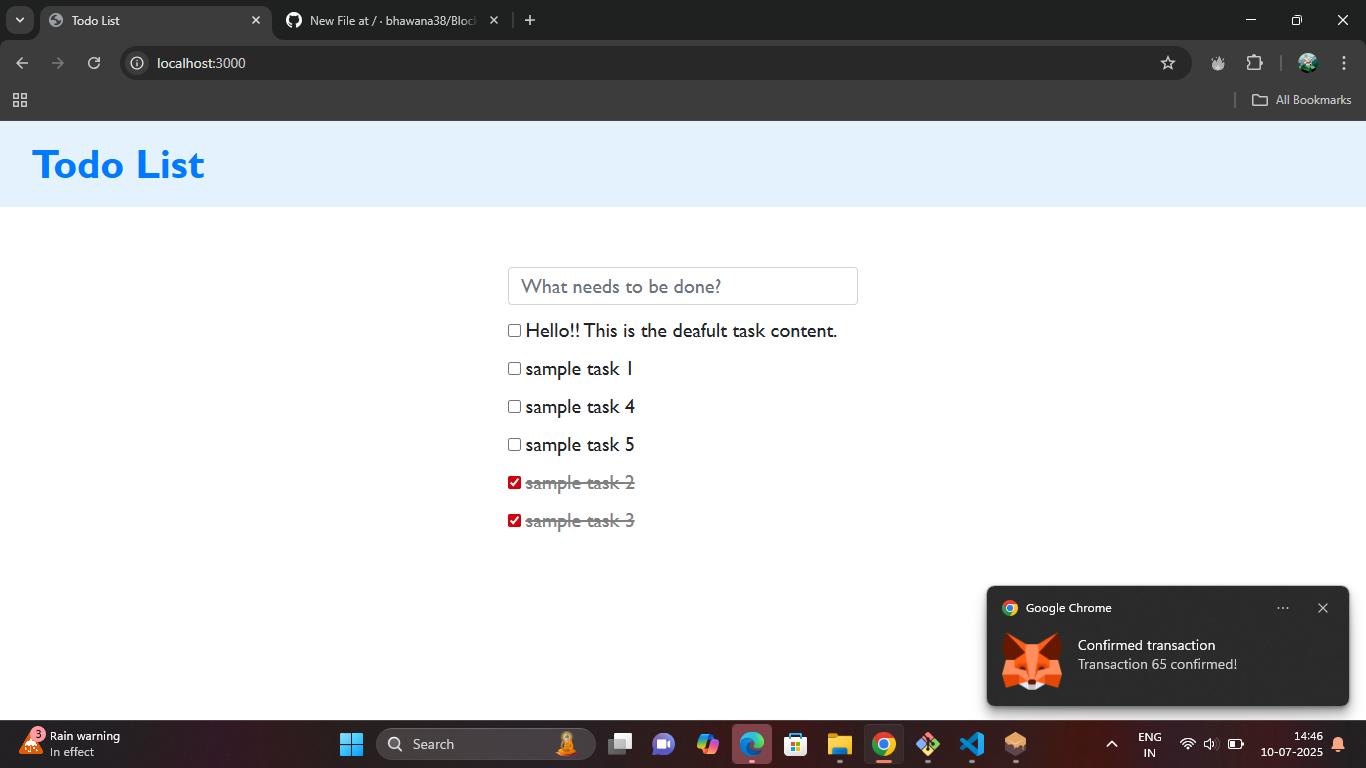 Todo List
New File at / · bhawana38/Block
localhost:3000
All Bookmarks
Todo List
What needs to be done?
Hello!! This is the deafult task content.
sample task 1
sample task 4
sample task 5
sample task 2
sample task 3
Google Chrome
Confirmed transaction
Transaction 65 confirmed!
3
Rain warning
In effect
Search
ENG
IN
14:46
10-07-2025